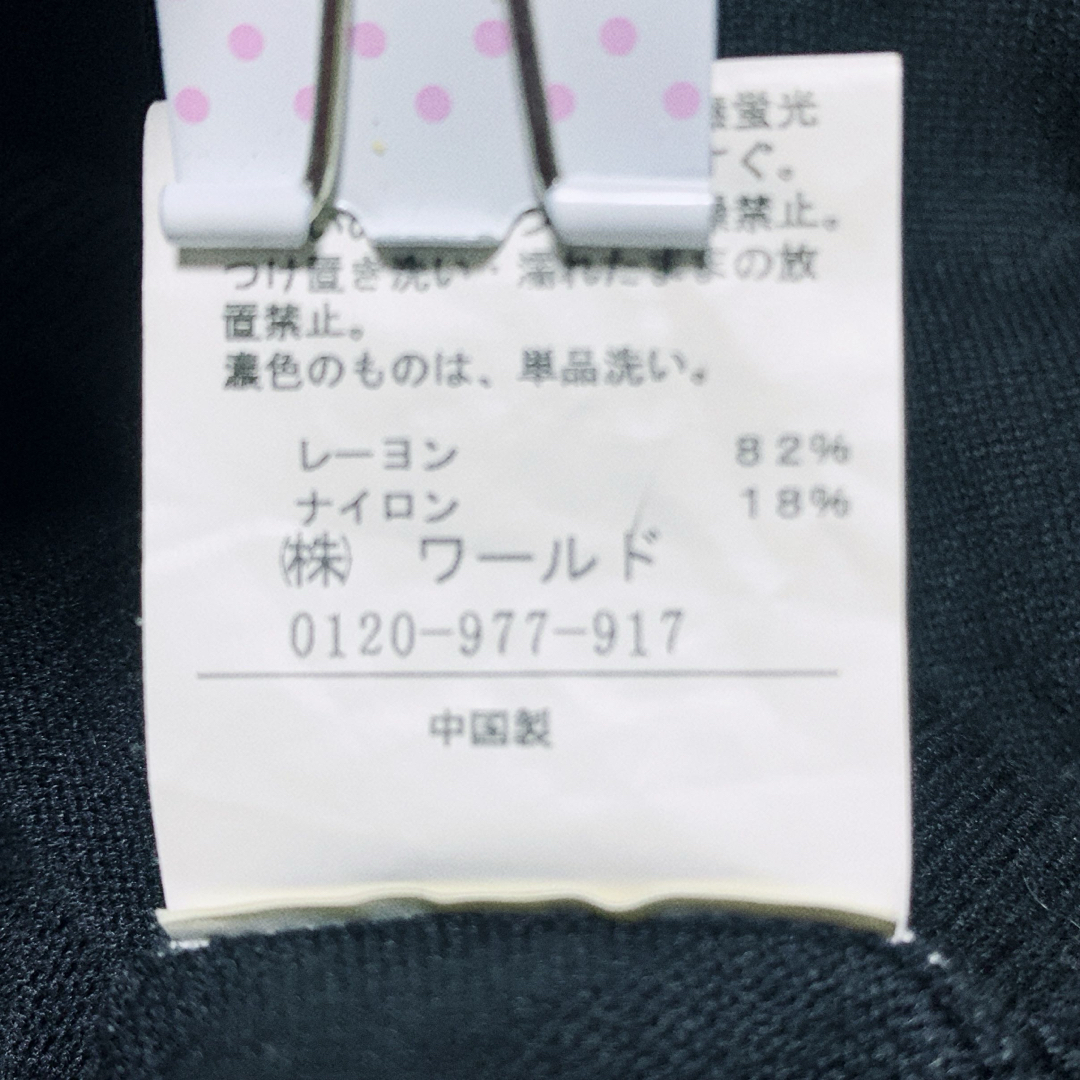 蛍光
すぐ。
禁止。
つけ置き洗い・濡れたままの放
置禁止。
濃色のものは、単品洗い。
レーヨン 82%
ナイロン 18%
㈱ ワールド
0120-977-917
中国製